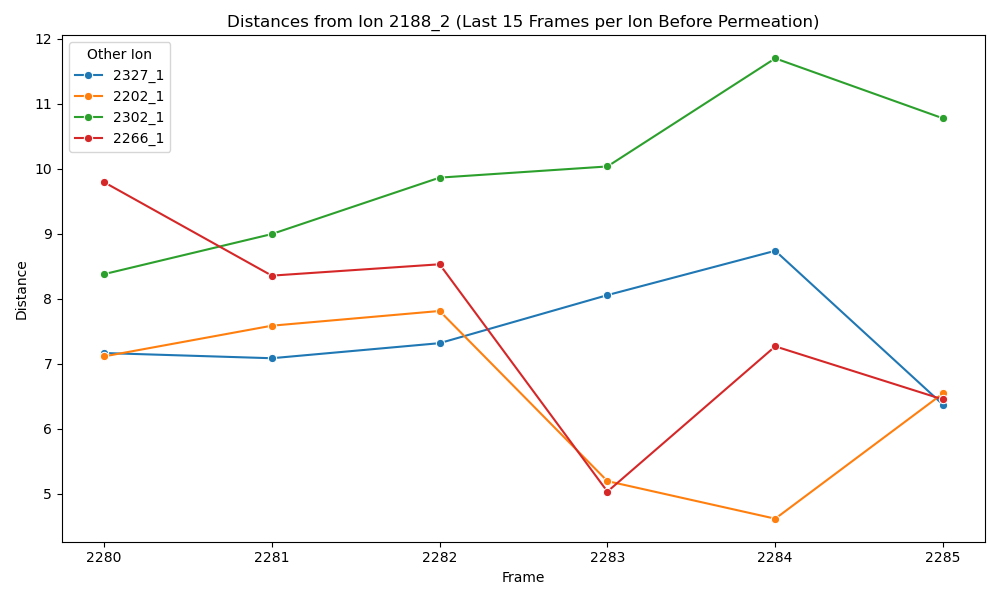 Distances from Ion 2188_2 (Last 15 Frames per Ion Before Permeation)
Other Ion
2327_1
2202_1
2302_1
2266_1
12
11
10
9
8
7
6
5
Distance
2280 2281 2282 2283 2284 2285
Frame